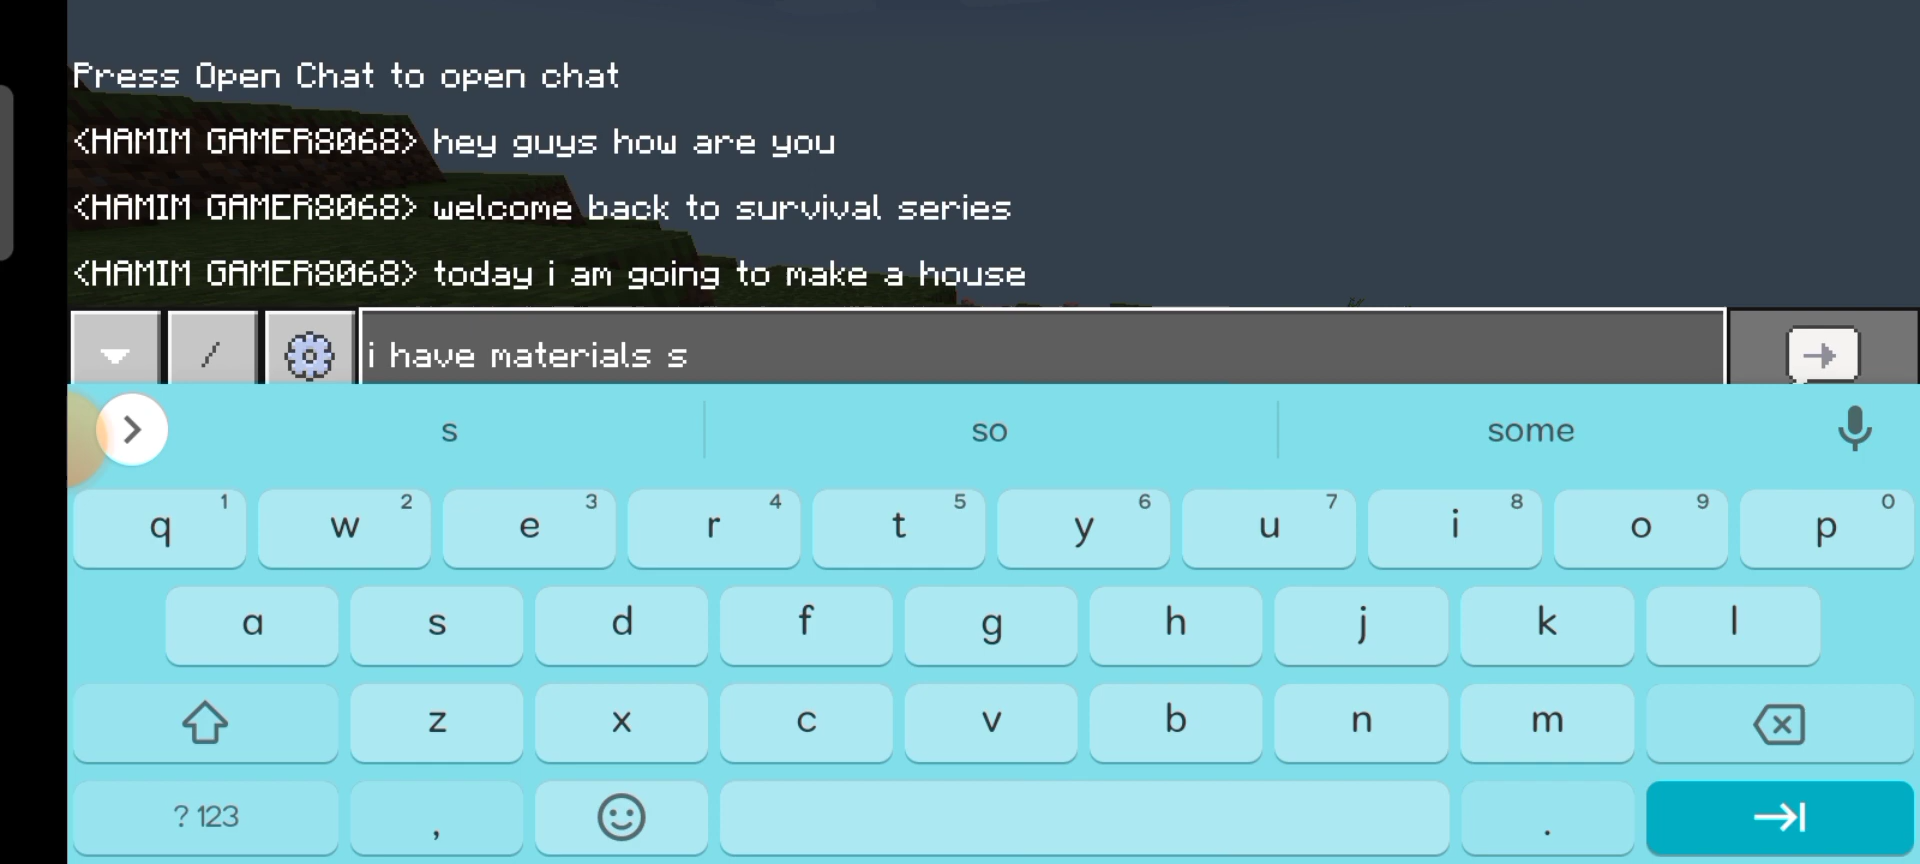 Press Open Chat to open chat
<HAMIM GAMER8068> hey guys how are you
<HAMIM GAMER8068> welcome back to survival series
<HAMIM GAMER8068> today i am going to make a house
/ i have materials s
s so some
q 1 w 2 e 3 r 4 t 5 y 6 u 7 i 8 o 9 p 0
a s d f g h j k l
z x c v b n m
?123 , .